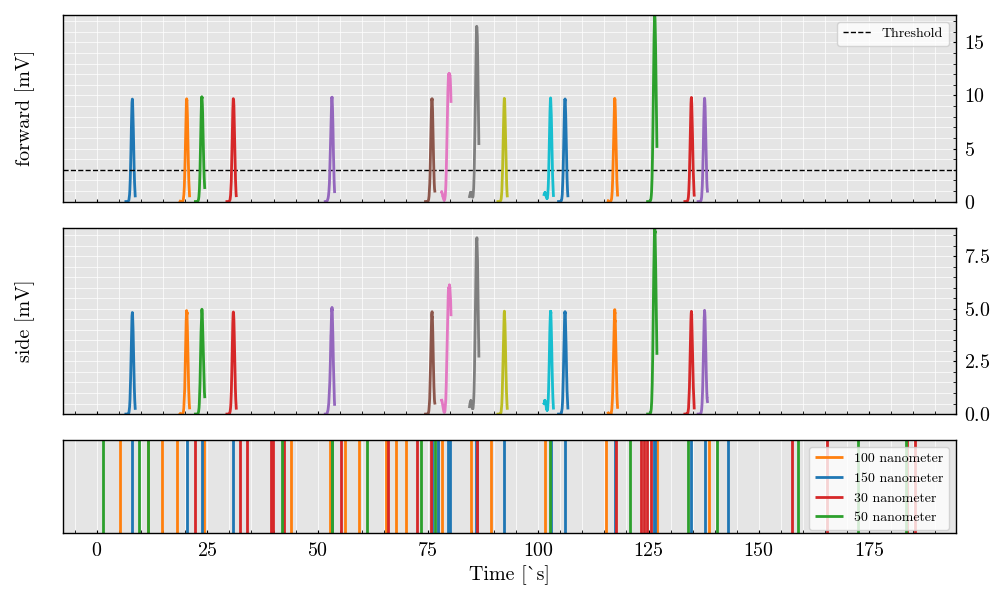 forward [mV]
Threshold
15
10
5
0
side [mV]
7.5
5.0
2.5
0.0
100 nanometer
150 nanometer
30 nanometer
50 nanometer
0 25 50 75 100 125 150 175
Time [`s]